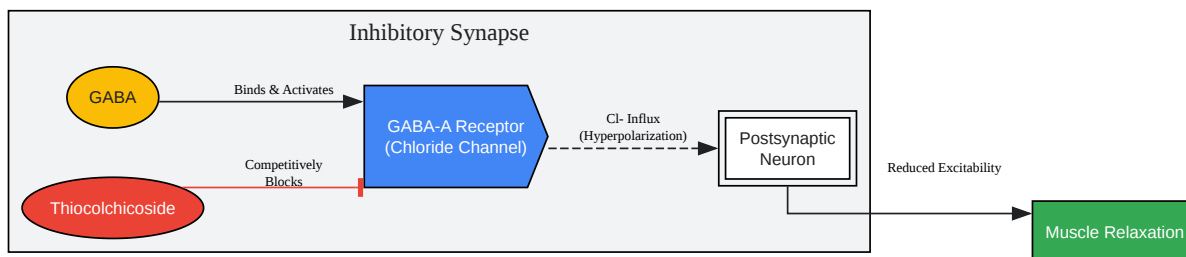 Inhibitory Synapse
GABA
Binds & Activates
GABA-A Receptor
(Chloride Channel)
Cl- Influx
(Hyperpolarization)
Postsynaptic
Neuron
Competitively
Blocks
Thiocolchicoside
Reduced Excitability
Muscle Relaxation